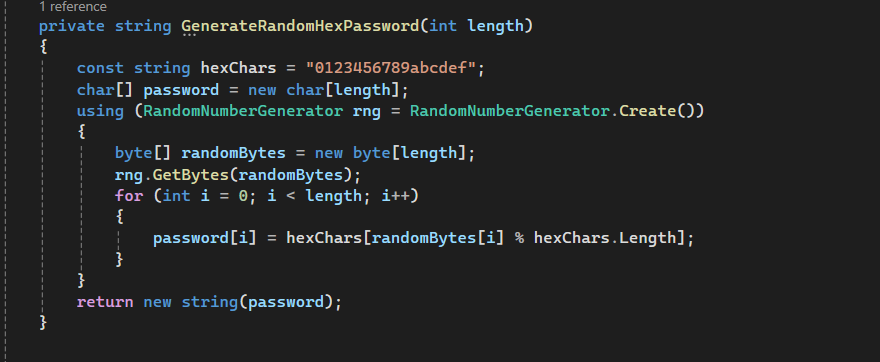 1 reference
private string GenerateRandomHexPassword(int length)
{
const string hexChars = "0123456789abcdef";
char[] password = new char[length];
using (RandomNumberGenerator rng = RandomNumberGenerator.Create())
{
byte[] randomBytes = new byte[length];
rng.GetBytes(randomBytes);
for (int i = 0; i < length; i++)
{
password[i] = hexChars[randomBytes[i] % hexChars.Length];
}
}
return new string(password);
}